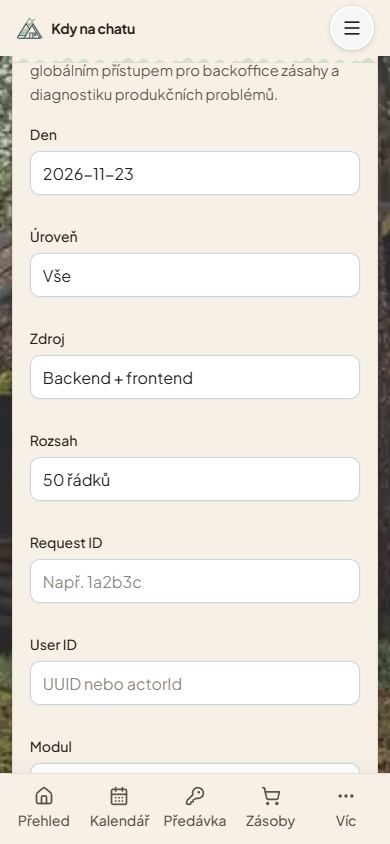 Kdy na chatu
globálním přístupem pro backoffice zásahy a
diagnostiku produkčních problémů.
Den
2026-11-23
Úroveň
Vše
Zdroj
Backend + frontend
Rozsah
50 řádků
Request ID
Např. 1a2b3c
User ID
UUID nebo actorId
Modul
Přehled
Kalendář
Předávka
Zásoby
Víc